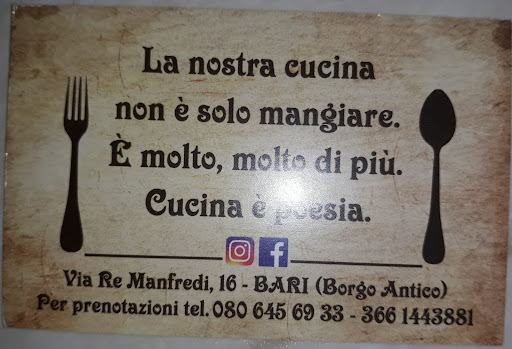 La nostra cucina
non è solo mangiare.
È molto, molto di più.
Cucina è poesia.
Via Re Manfredi, 16 - BARI (Borgo Antico)
Per prenotazioni tel. 080 645 69 33 - 366 1443881